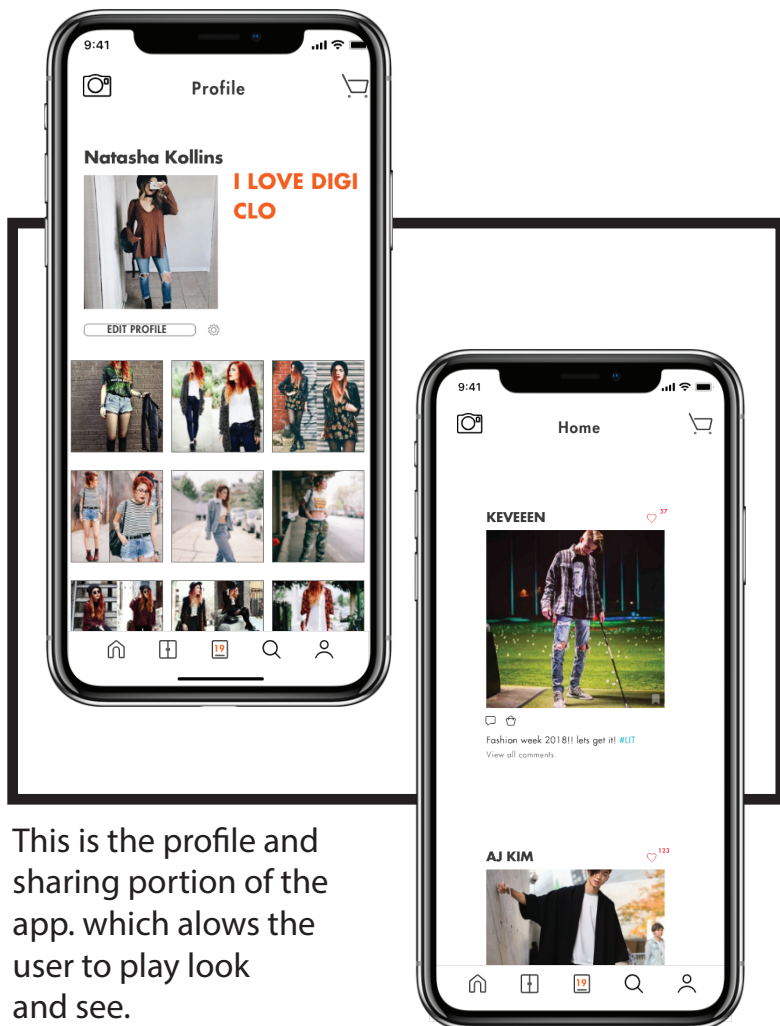 9:41
Profile
Natasha Kollins
I LOVE DIGI
CLO
EDIT PROFILE
19
9:41
Home
KEVEEEN
57
Fashion week 2018!! lets get it! #LIT
View all comments.
AJ KIM
123
19
This is the profile and
sharing portion of the
app. which alows the
user to play look
and see.